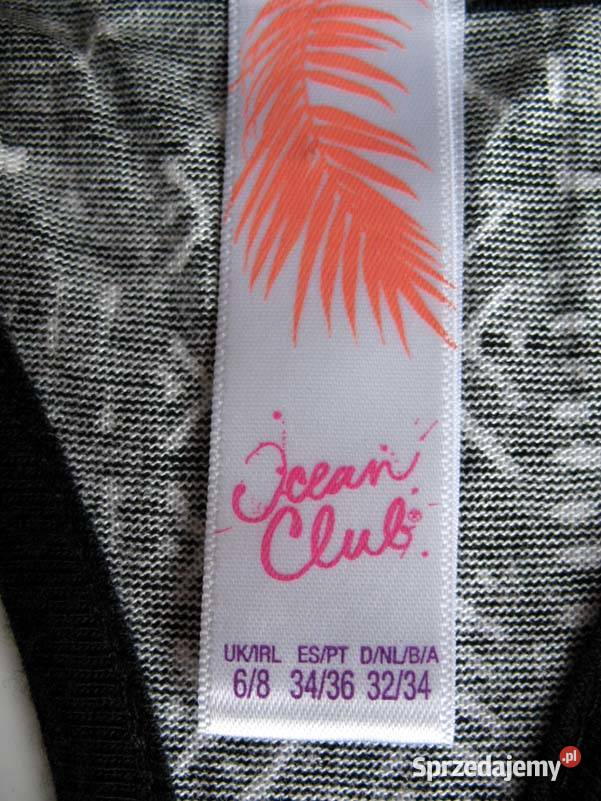 Ocean
Club®
UK/IRL ES/PT D/NL/B/A
6/8 34/36 32/34
Sprzedajemy.pl